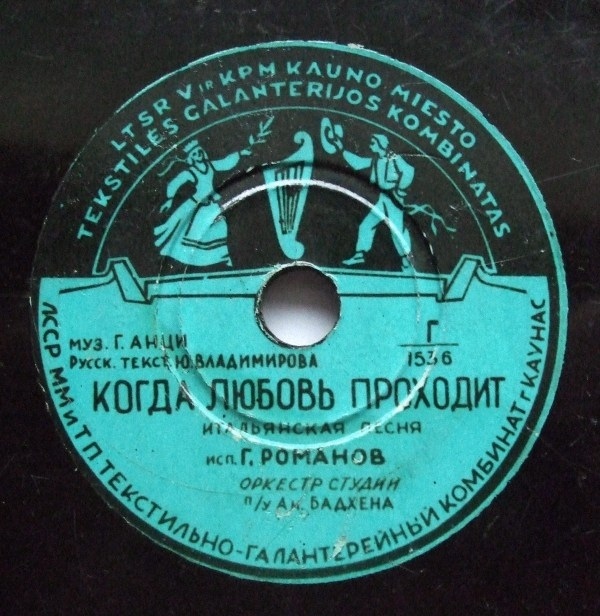 LTSR V IR KPM KAUNO MIESTO
TEKSTILĖS GALANTERIJOS KOMBINATAS
МУЗ. Г. АНЦИ
РУССК. ТЕКСТ Ю. ВЛАДИМИРОВА
Г
1536
КОГДА ЛЮБОВЬ ПРОХОДИТ
ИТАЛЬЯНСКАЯ ПЕСНЯ
ИСП. Г. РОМАНОВ
ОРКЕСТР СТУДИИ
П/У АН. БАДХЕНА
ЛССР ММ И ТП ТЕКСТИЛЬНО-ГАЛАНТЕРЕЙНЫЙ КОМБИНАТ г КАУНАС